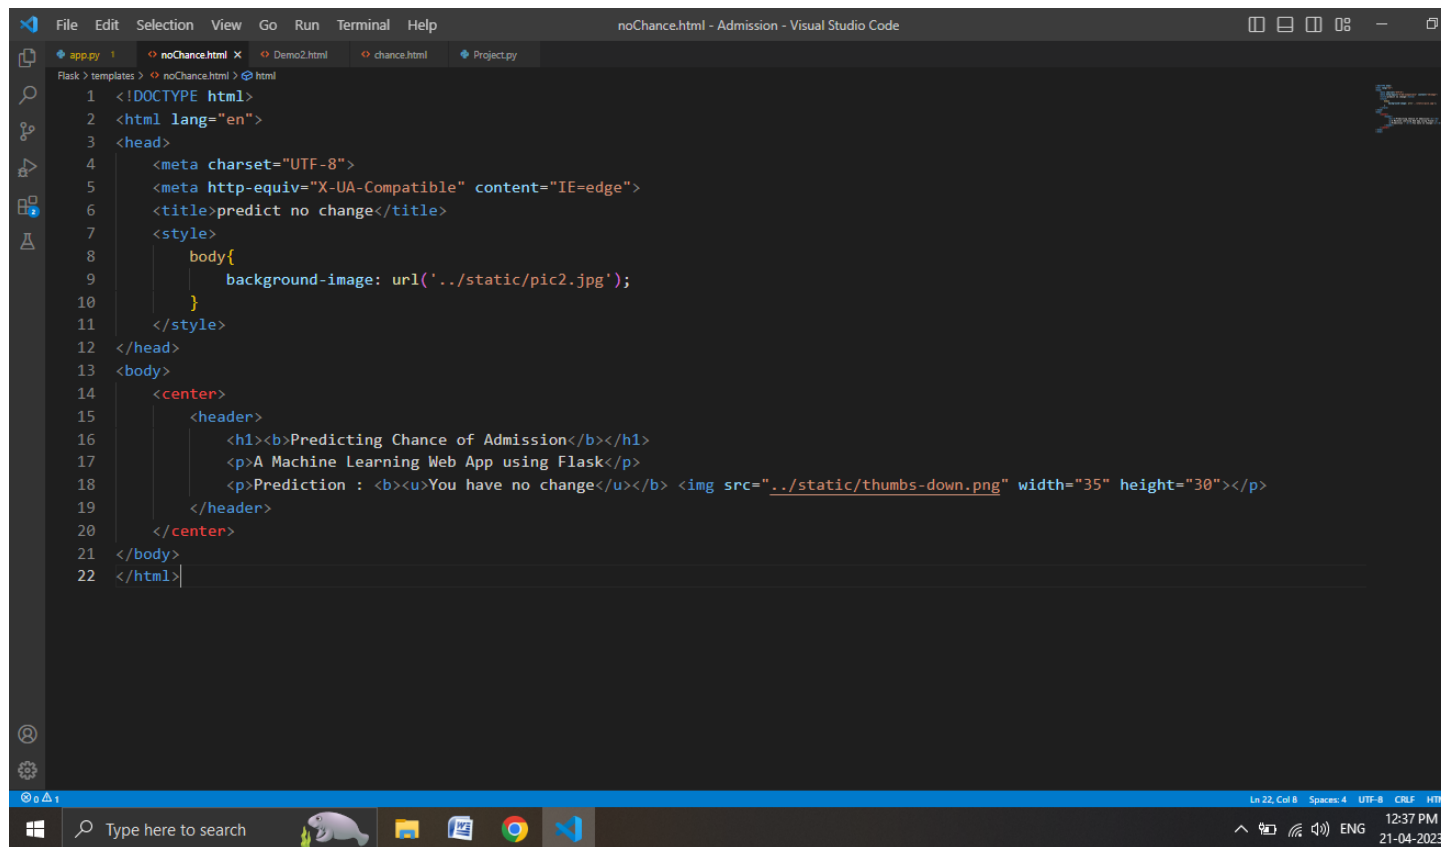 File Edit Selection View Go Run Terminal Help noChance.html - Admission - Visual Studio Code
app.py 1 noChance.html Demo2.html chance.html Project.py
Flask > templates > noChance.html > html
1 <!DOCTYPE html>
2 <html lang="en">
3 <head>
4 <meta charset="UTF-8">
5 <meta http-equiv="X-UA-Compatible" content="IE=edge">
6 <title>predict no change</title>
7 <style>
8 body{
9 background-image: url('../static/pic2.jpg');
10 }
11 </style>
12 </head>
13 <body>
14 <center>
15 <header>
16 <h1><b>Predicting Chance of Admission</b></h1>
17 <p>A Machine Learning Web App using Flask</p>
18 <p>Prediction : <b><u>You have no change</u></b> <img src="../static/thumbs-down.png" width="35" height="30"></p>
19 </header>
20 </center>
21 </body>
22 </html>
2
0 1 Ln 22, Col 8 Spaces: 4 UTF-8 CRLF
Type here to search ENG 12:37 PM
21-04-2023